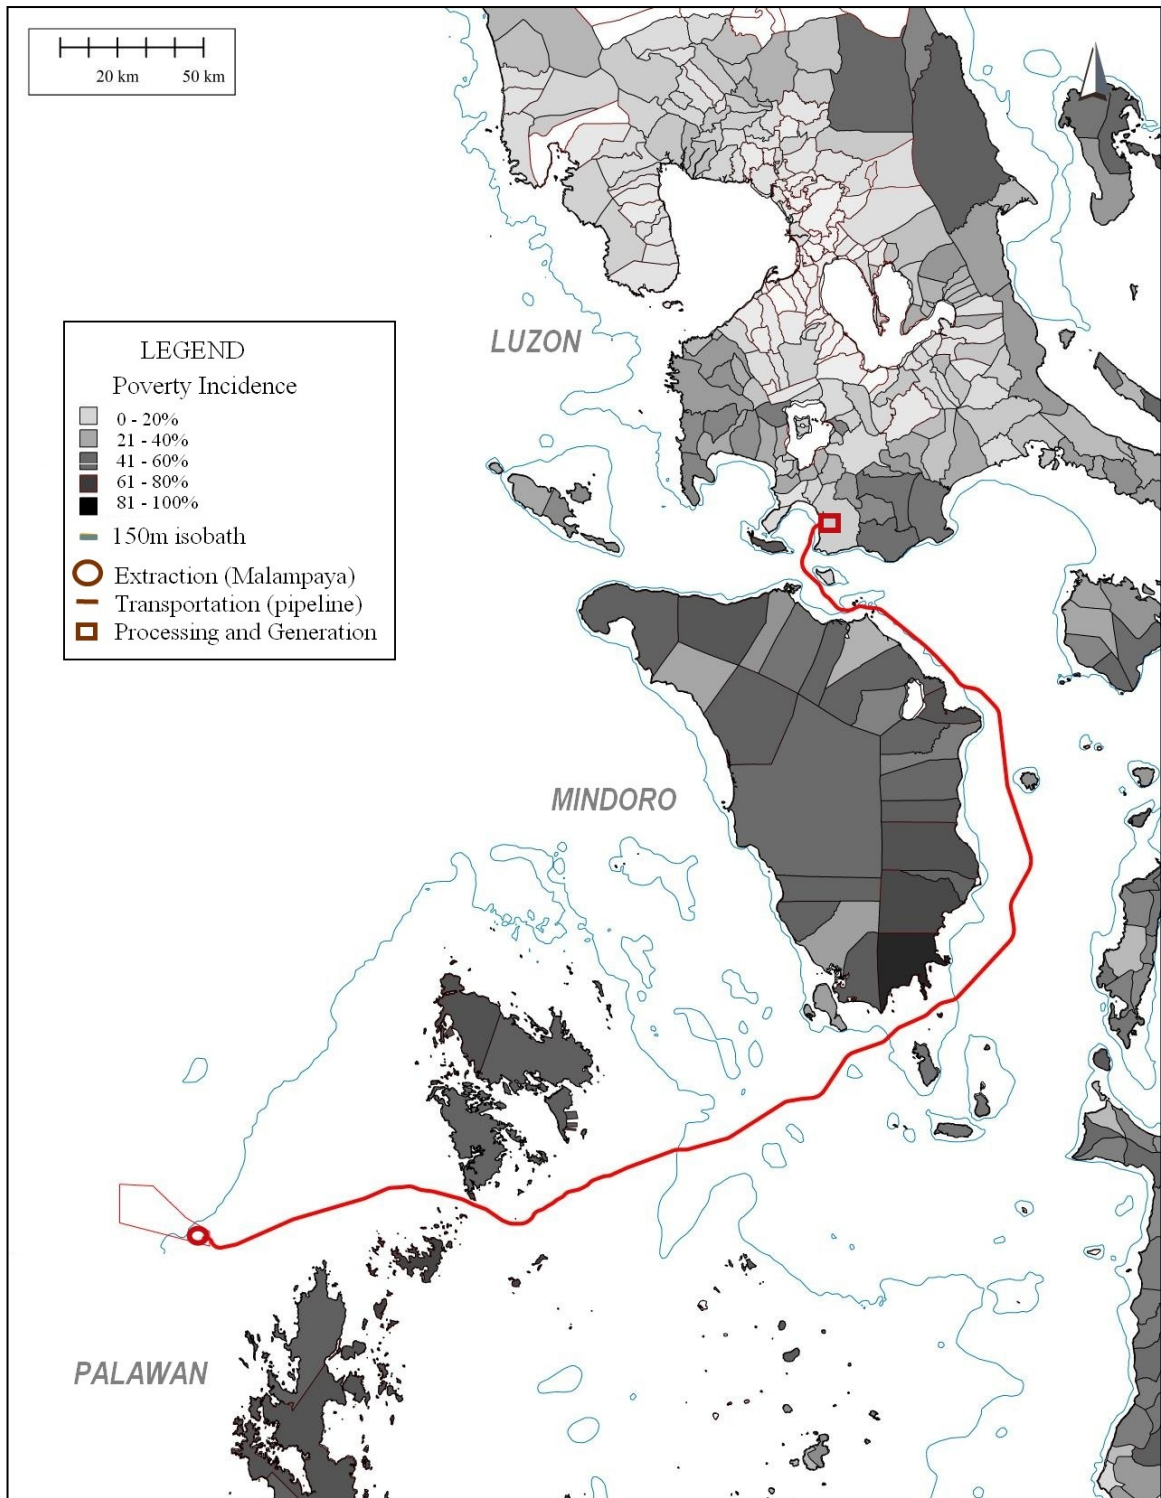 20 km 50 km
LUZON
LEGEND
Poverty Incidence
0 - 20%
21 - 40%
41 - 60%
61 - 80%
81 - 100%
150m isobath
Extraction (Malampaya)
Transportation (pipeline)
Processing and Generation
MINDORO
PALAWAN